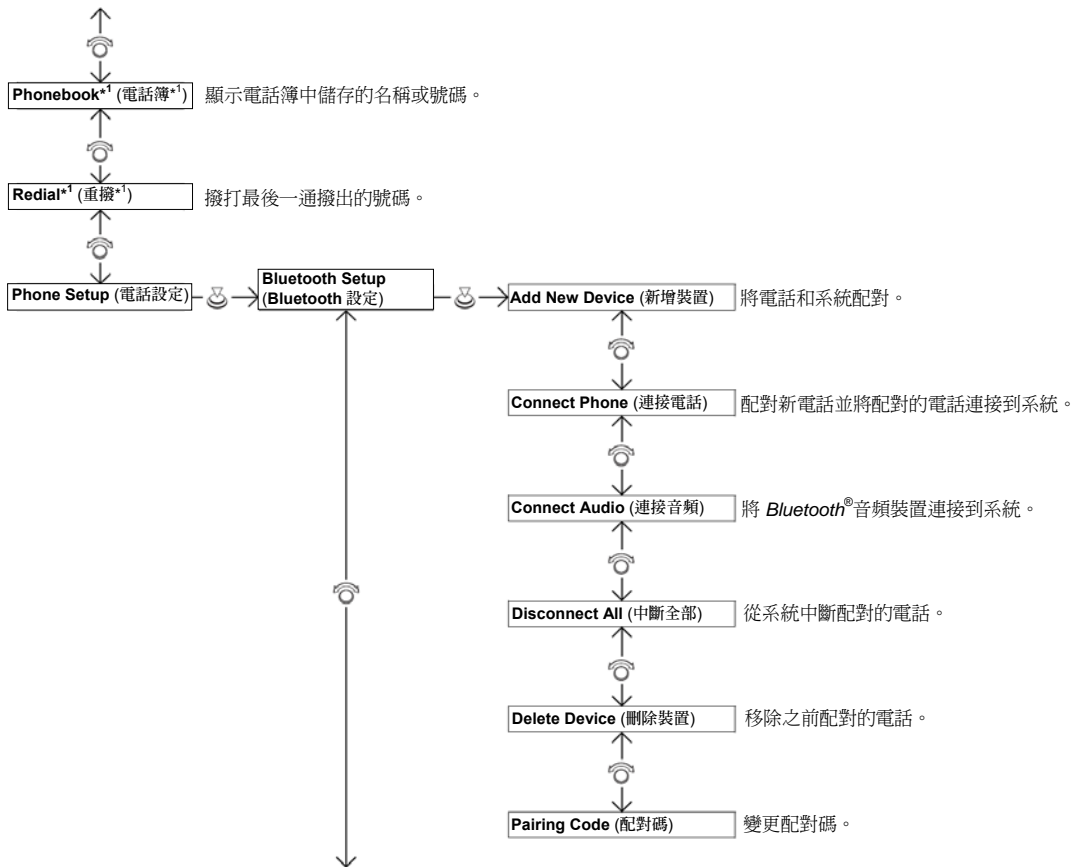 Phonebook*1 (電話簿*1) 顯示電話簿中儲存的名稱或號碼。
Redial*1 (重撥*1) 撥打最後一通撥出的號碼。
Phone Setup (電話設定)
Bluetooth Setup
(Bluetooth 設定)
Add New Device (新增裝置) 將電話和系統配對。
Connect Phone (連接電話) 配對新電話並將配對的電話連接到系統。
Connect Audio (連接音頻) 將 Bluetooth®音頻裝置連接到系統。
Disconnect All (中斷全部) 從系統中斷配對的電話。
Delete Device (刪除裝置) 移除之前配對的電話。
Pairing Code (配對碼) 變更配對碼。